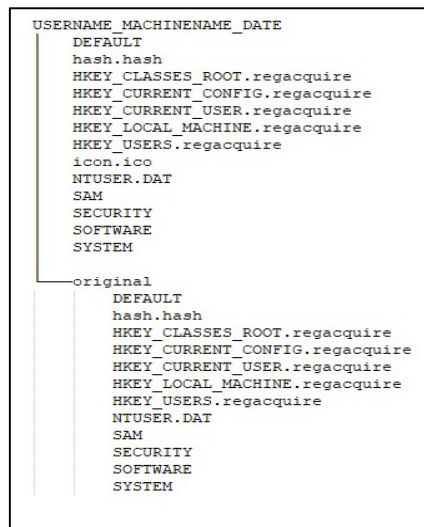 USERNAME_MACHINENAME_DATE
DEFAULT
hash.hash
HKEY_CLASSES_ROOT.regacquire
HKEY_CURRENT_CONFIG.regacquire
HKEY_CURRENT_USER.regacquire
HKEY_LOCAL_MACHINE.regacquire
HKEY_USERS.regacquire
icon.ico
NTUSER.DAT
SAM
SECURITY
SOFTWARE
SYSTEM
original
DEFAULT
hash.hash
HKEY_CLASSES_ROOT.regacquire
HKEY_CURRENT_CONFIG.regacquire
HKEY_CURRENT_USER.regacquire
HKEY_LOCAL_MACHINE.regacquire
HKEY_USERS.regacquire
NTUSER.DAT
SAM
SECURITY
SOFTWARE
SYSTEM